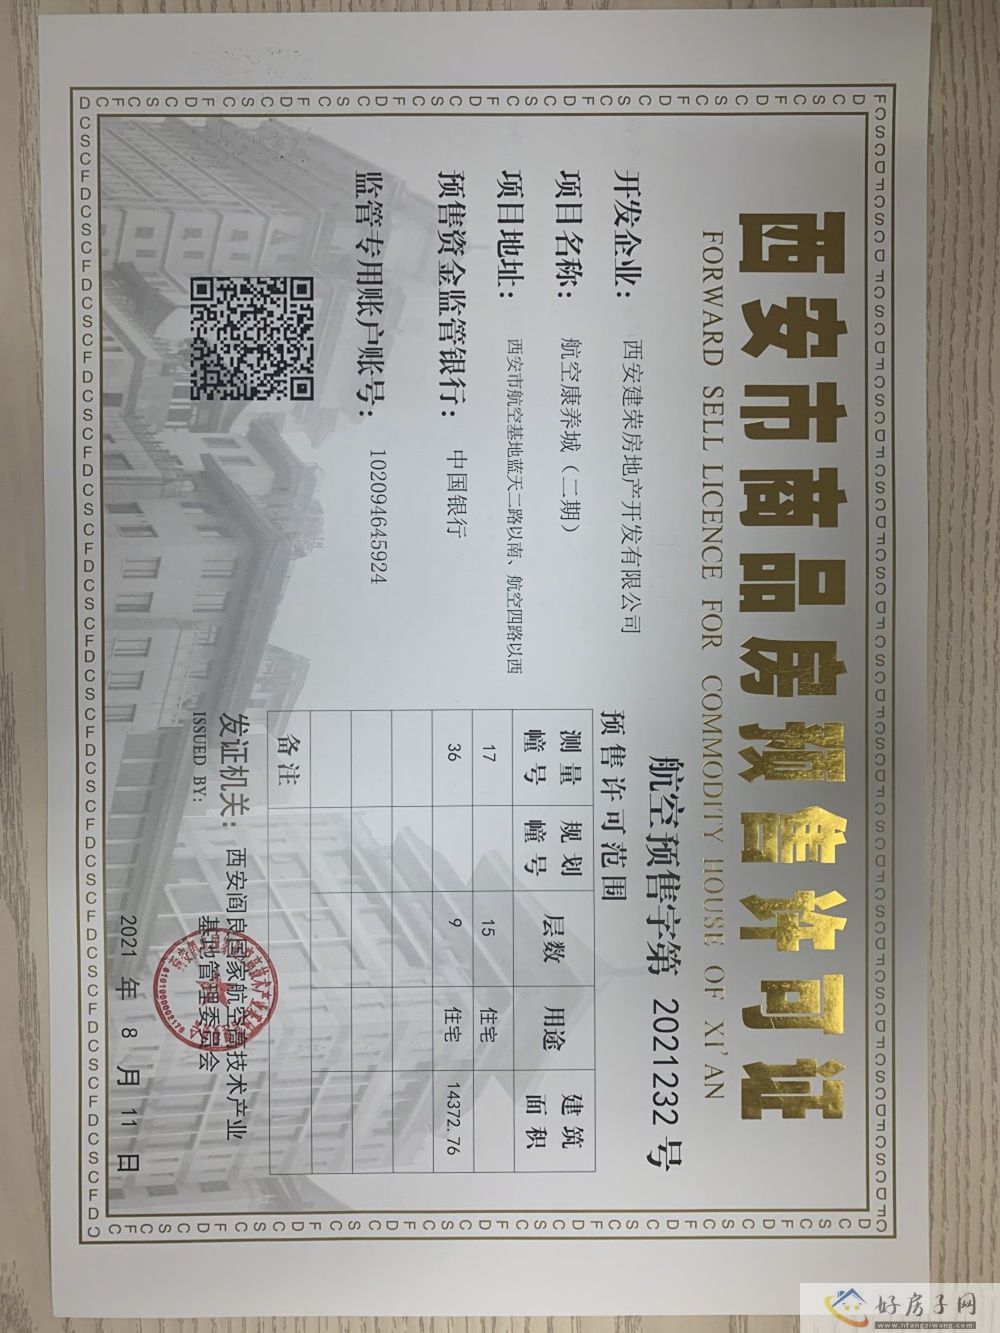 西安市商品房预售许可证
FORWARD SELL LICENCE FOR COMMODITY HOUSE OF XI'AN
航空预售字第 2021232 号
开发企业： 西安建荣房地产开发有限公司
项目名称： 航空康养城（二期）
项目地址： 西安市航空基地蓝天二路以南、航空四路以西
预售资金监管银行： 中国银行
监管专用账户账号： 102094645924
预售许可范围
测量幢号 规划幢号 层数 用途 建筑面积
17 15 住宅
36 9 住宅 14372.76
备注
发证机关： 西安阎良国家航空高技术产业
基地管理委员会
ISSUED BY:
2021 年 8 月 11 日
6101900002170
好房子网
www.hfangziwang.com